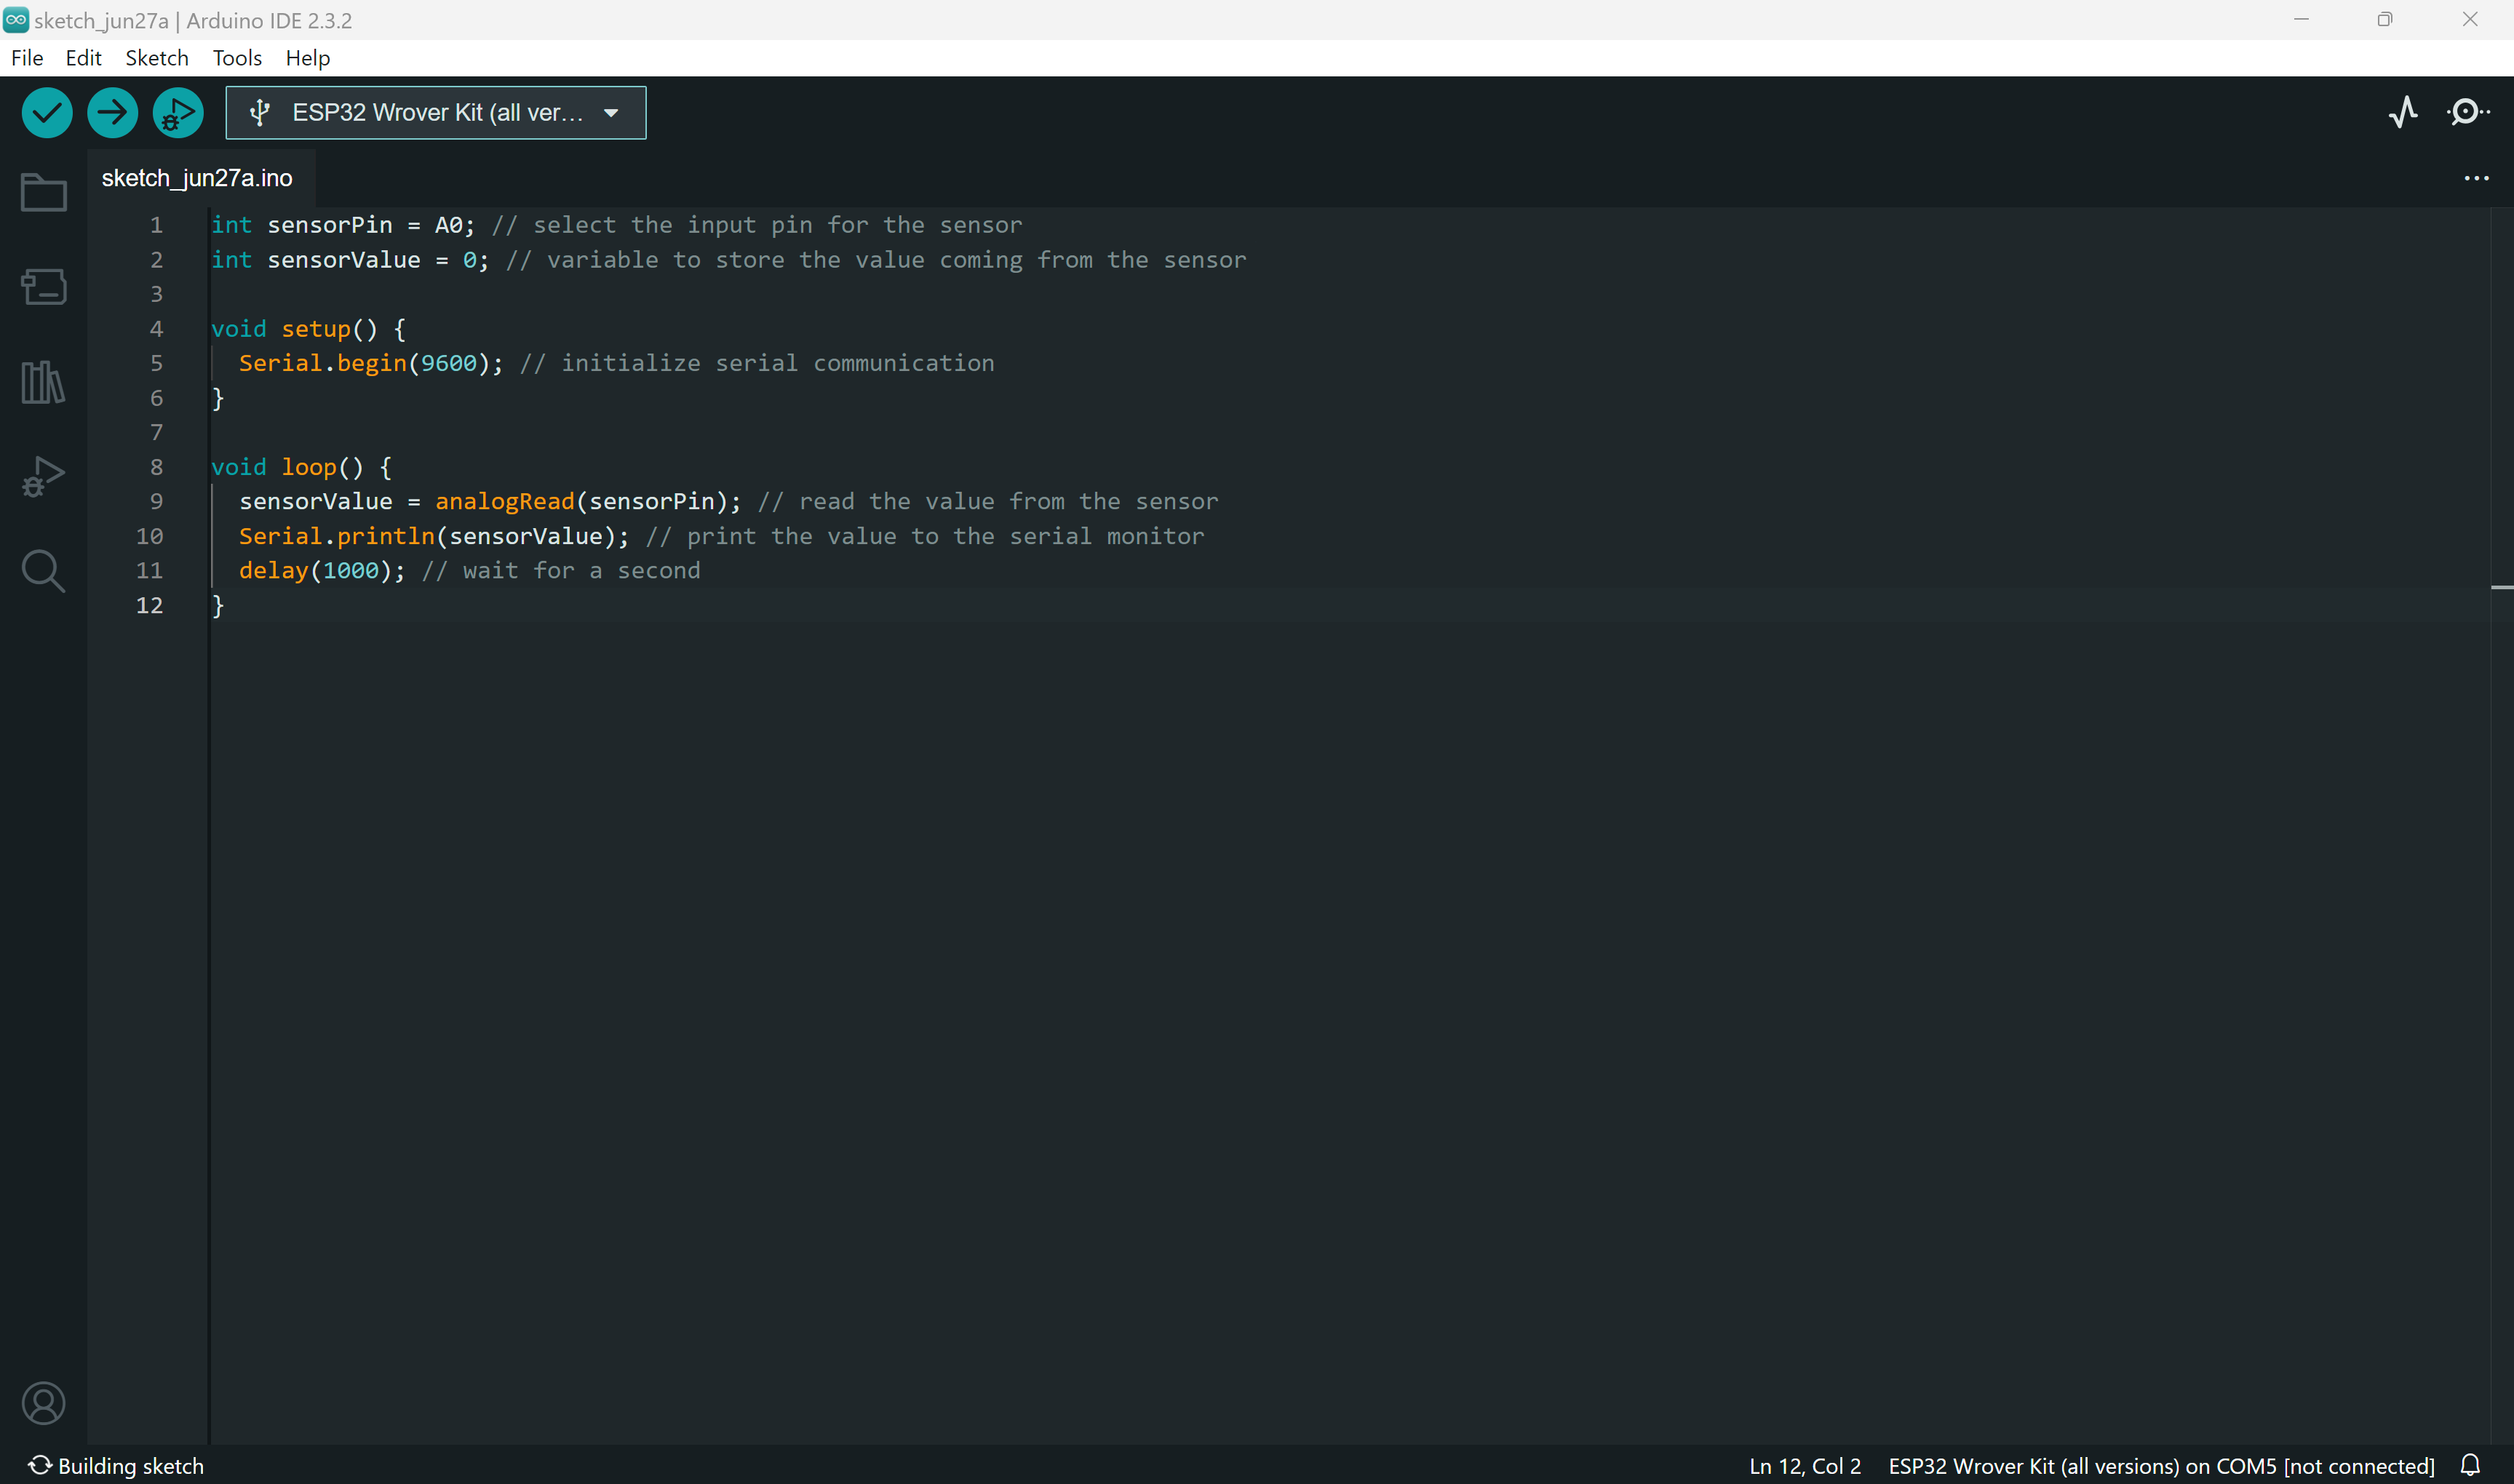 sketch_jun27a | Arduino IDE 2.3.2
File Edit Sketch Tools Help
ESP32 Wrover Kit (all ver...
sketch_jun27a.ino
1 int sensorPin = A0; // select the input pin for the sensor
2 int sensorValue = 0; // variable to store the value coming from the sensor
3
4 void setup() {
5   Serial.begin(9600); // initialize serial communication
6 }
7
8 void loop() {
9   sensorValue = analogRead(sensorPin); // read the value from the sensor
10   Serial.println(sensorValue); // print the value to the serial monitor
11   delay(1000); // wait for a second
12 }
Building sketch Ln 12, Col 2 ESP32 Wrover Kit (all versions) on COM5 [not connected]